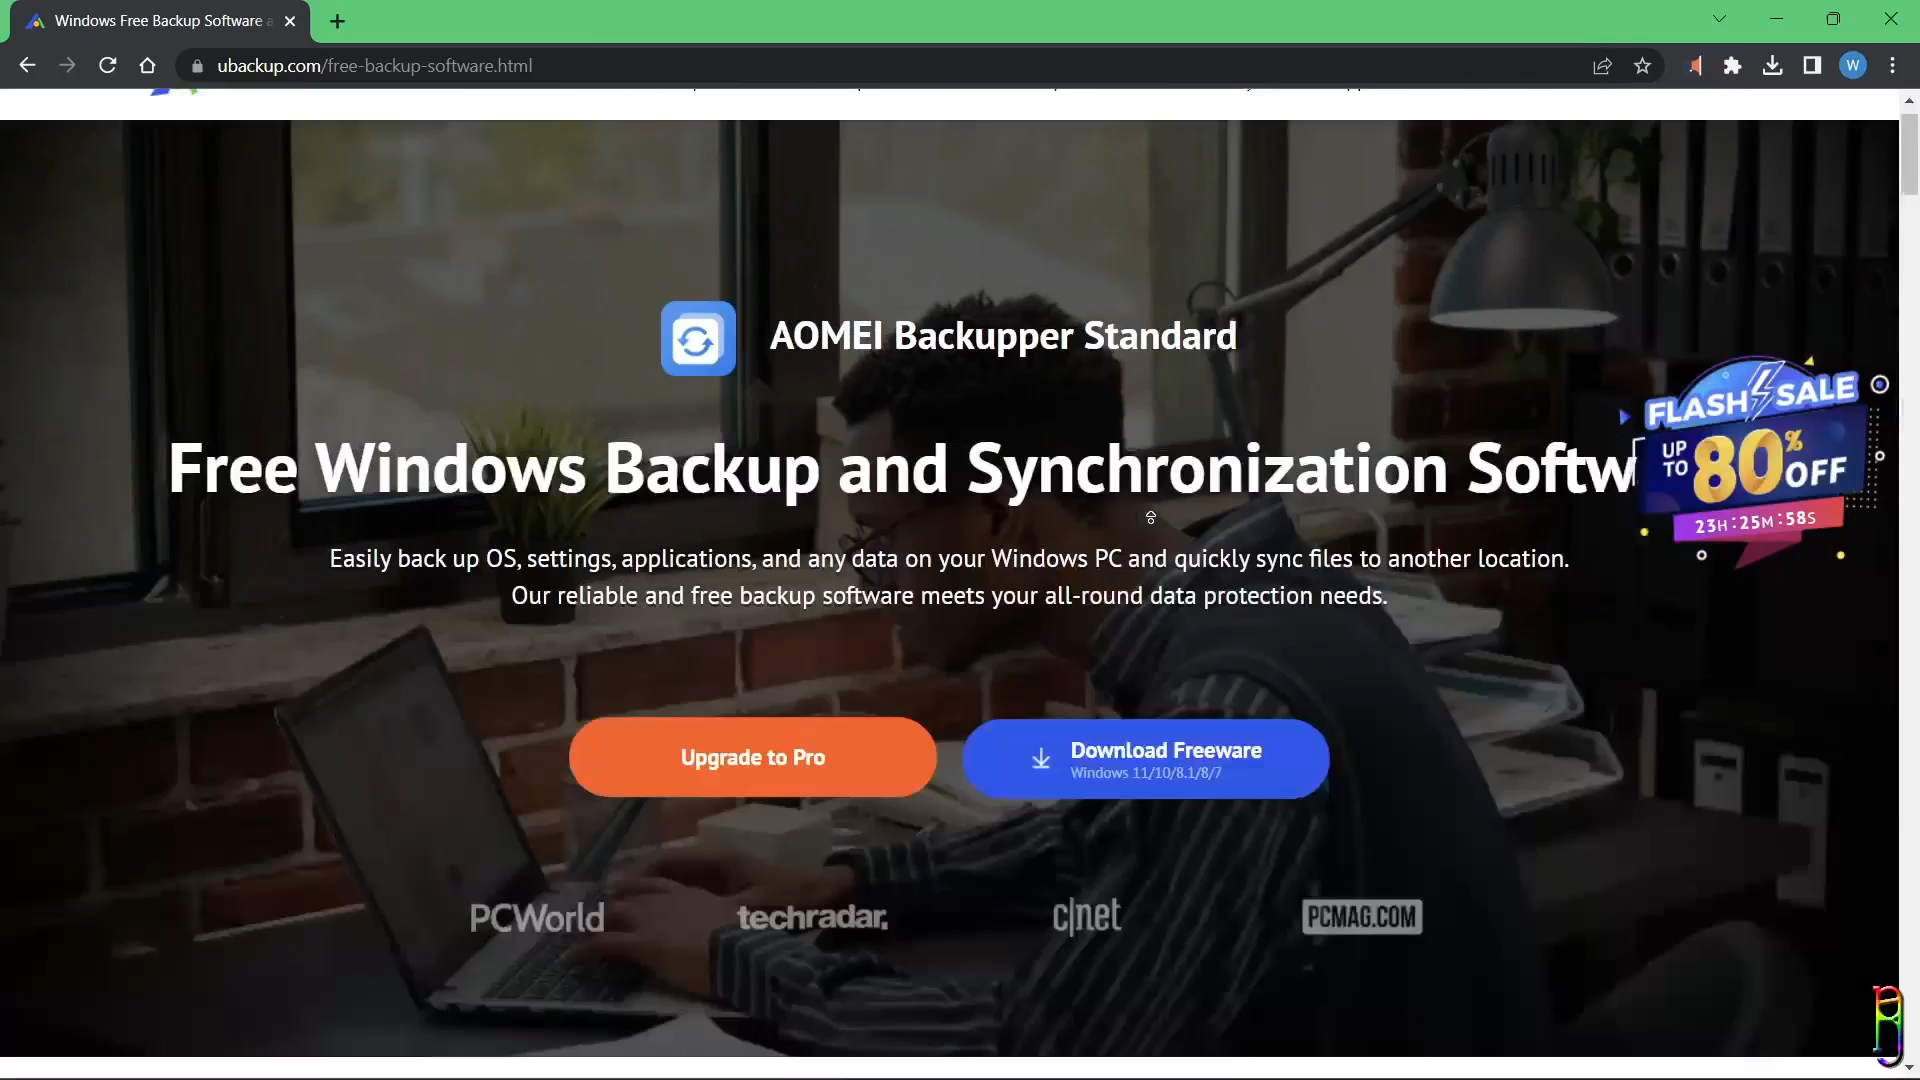 Windows Free Backup Software a
ubackup.com/free-backup-software.html
W
AOMEI Backupper Standard
Free Windows Backup and Synchronization Softw
FLASH SALE
UP TO 80% OFF
23H:25M:58S
Easily back up OS, settings, applications, and any data on your Windows PC and quickly sync files to another location.
Our reliable and free backup software meets your all-round data protection needs.
Upgrade to Pro
Download Freeware
Windows 11/10/8.1/8/7
PCWorld
techradar.
c|net
PCMAG.COM